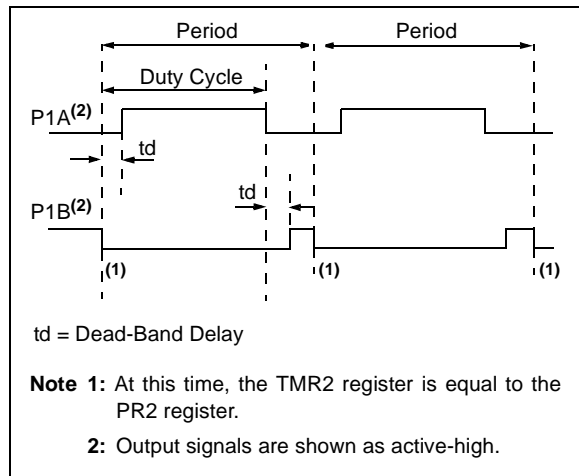 Period Period
Duty Cycle
P1A(2)
td
td
P1B(2)
(1) (1) (1)
td = Dead-Band Delay
Note 1: At this time, the TMR2 register is equal to the
PR2 register.
2: Output signals are shown as active-high.